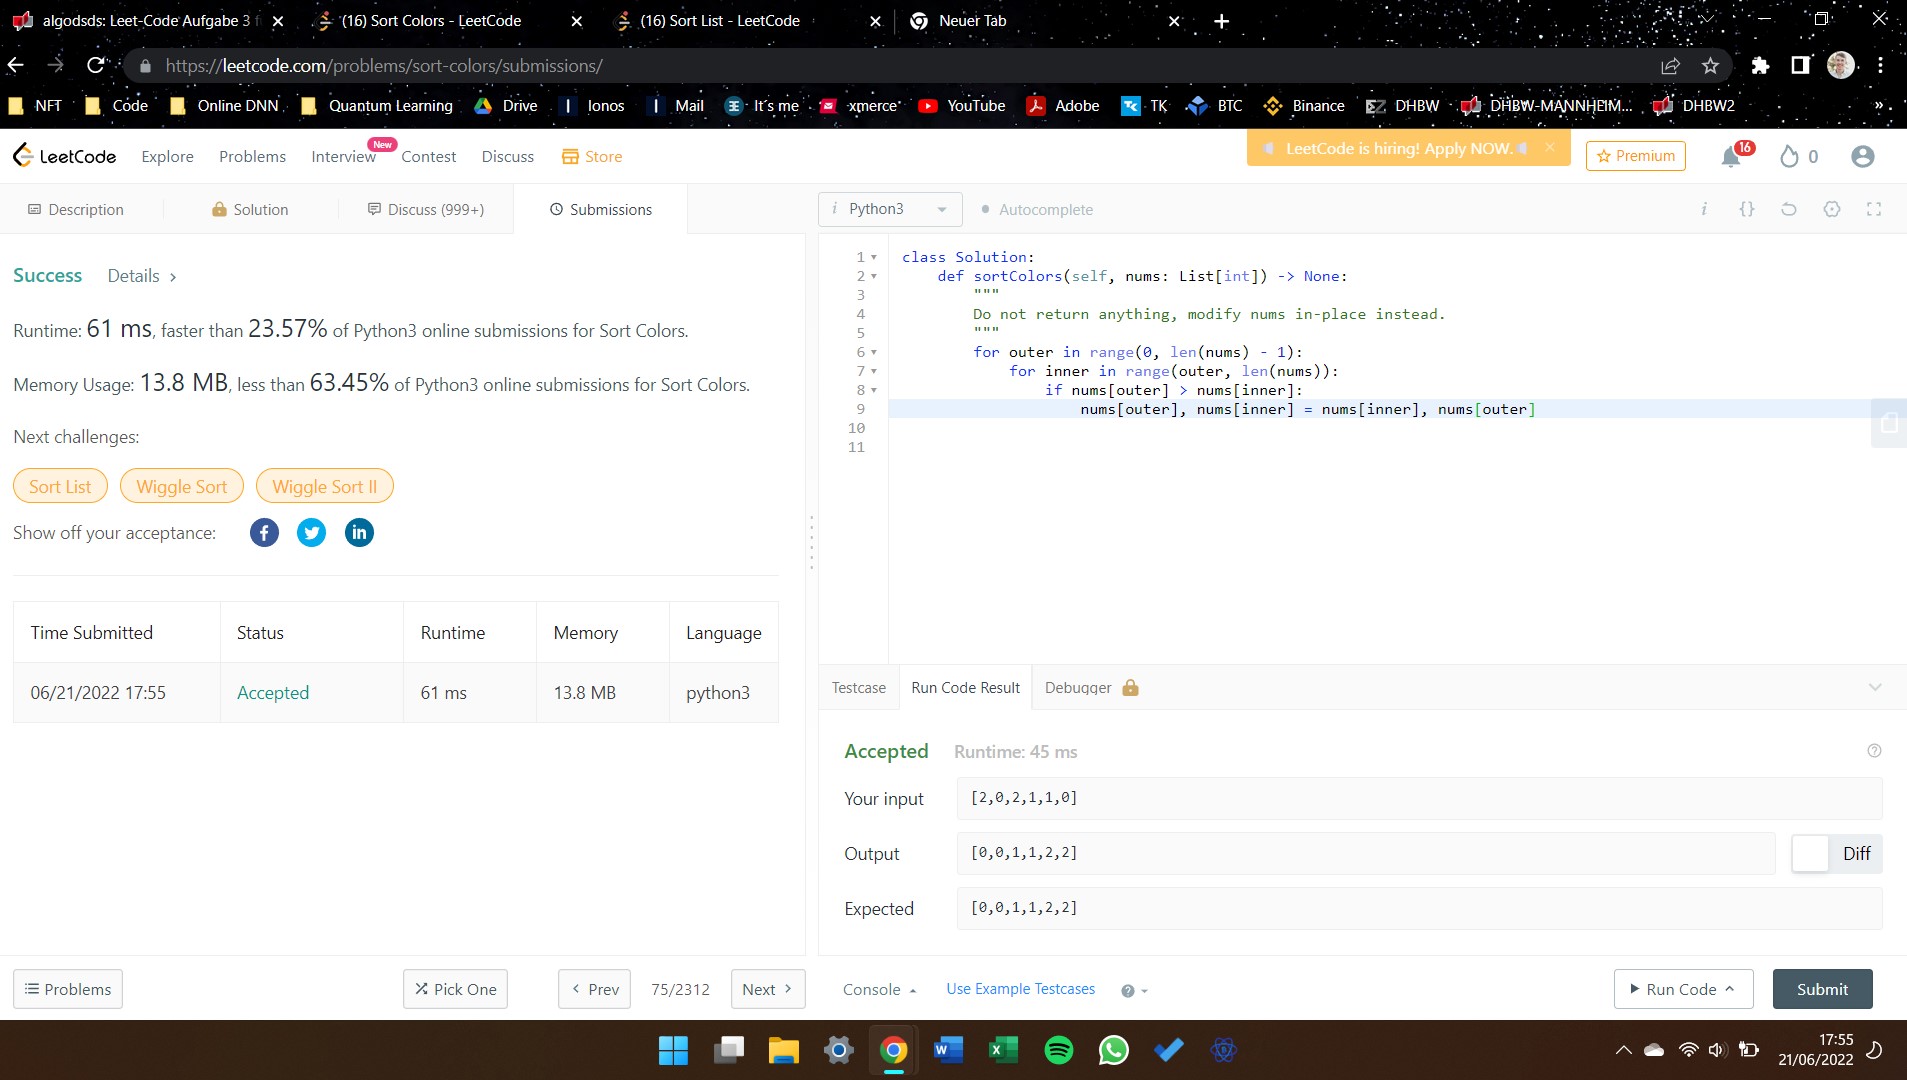 algodsds: Leet-Code Aufgabe 3 f
(16) Sort Colors - LeetCode
(16) Sort List - LeetCode
Neuer Tab
https://leetcode.com/problems/sort-colors/submissions/
NFT
Code
Online DNN
Quantum Learning
Drive
Ionos
Mail
It's me
xmerce
YouTube
Adobe
TK
BTC
Binance
DHBW
DHBW-MANNHEIM...
DHBW2
»
LeetCode
Explore
Problems
Interview
New
Contest
Discuss
Store
LeetCode is hiring! Apply NOW.
Premium
16
0
Description
Solution
Discuss (999+)
Submissions
Python3
Autocomplete
Success
Details
Runtime: 61 ms, faster than 23.57% of Python3 online submissions for Sort Colors.
Memory Usage: 13.8 MB, less than 63.45% of Python3 online submissions for Sort Colors.
Next challenges:
Sort List
Wiggle Sort
Wiggle Sort II
Show off your acceptance:
Time Submitted Status Runtime Memory Language
06/21/2022 17:55 Accepted 61 ms 13.8 MB python3
1 class Solution:
2 def sortColors(self, nums: List[int]) -> None:
3 """
4 Do not return anything, modify nums in-place instead.
5 """
6 for outer in range(0, len(nums) - 1):
7 for inner in range(outer, len(nums)):
8 if nums[outer] > nums[inner]:
9 nums[outer], nums[inner] = nums[inner], nums[outer]
10
11
Testcase
Run Code Result
Debugger
Accepted
Runtime: 45 ms
Your input
[2,0,2,1,1,0]
Output
[0,0,1,1,2,2]
Diff
Expected
[0,0,1,1,2,2]
Problems
Pick One
Prev
75/2312
Next
Console
Use Example Testcases
Run Code
Submit
17:55
21/06/2022